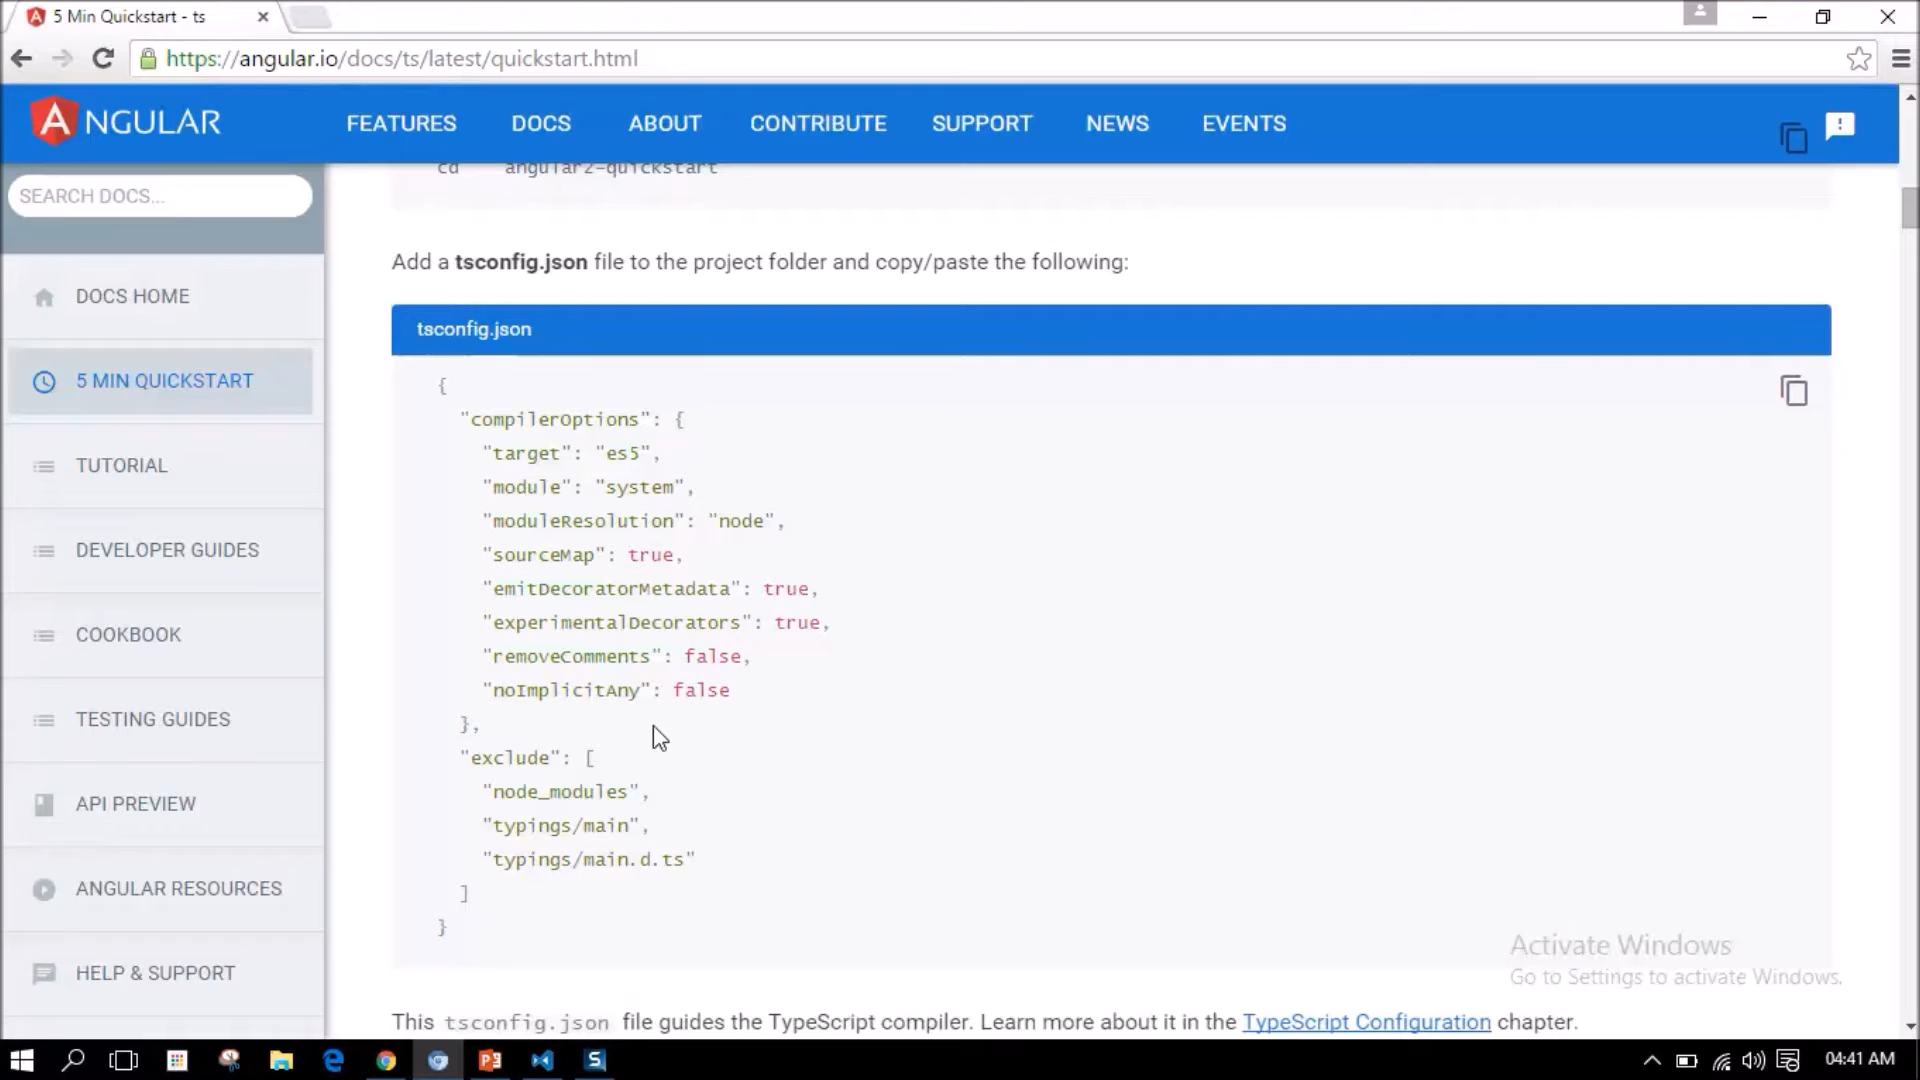 5 Min Quickstart - ts
https://angular.io/docs/ts/latest/quickstart.html
ANGULAR
FEATURES DOCS ABOUT CONTRIBUTE SUPPORT NEWS EVENTS
SEARCH DOCS...
DOCS HOME
5 MIN QUICKSTART
TUTORIAL
DEVELOPER GUIDES
COOKBOOK
TESTING GUIDES
API PREVIEW
ANGULAR RESOURCES
HELP & SUPPORT
cd angular2-quickstart
Add a tsconfig.json file to the project folder and copy/paste the following:
tsconfig.json
{
"compilerOptions": {
"target": "es5",
"module": "system",
"moduleResolution": "node",
"sourceMap": true,
"emitDecoratorMetadata": true,
"experimentalDecorators": true,
"removeComments": false,
"noImplicitAny": false
},
"exclude": [
"node_modules",
"typings/main",
"typings/main.d.ts"
]
}
This tsconfig.json file guides the TypeScript compiler. Learn more about it in the TypeScript Configuration chapter.
Activate Windows
Go to Settings to activate Windows.
04:41 AM